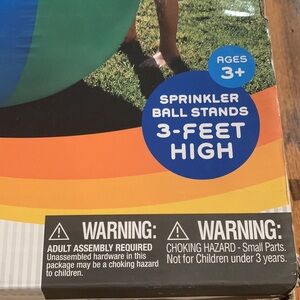 AGES
3+
SPRINKLER
BALL STANDS
3-FEET
HIGH
WARNING:
ADULT ASSEMBLY REQUIRED
Unassembled hardware in this
package may be a choking hazard
to children.
WARNING:
CHOKING HAZARD - Small Parts.
Not for Children under 3 years.